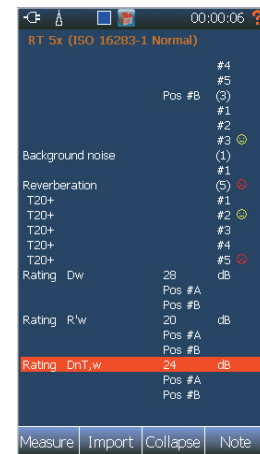 00:00:06 ?
RT 5x (ISO 16283-1 Normal)
#4
#5
Pos #B (3)
#1
#2
#3
Background noise (1)
#1
Reverberation (5)
T20+ #1
T20+ #2
T20+ #3
T20+ #4
T20+ #5
Rating Dw 28 dB
Pos #A
Pos #B
Rating R'w 20 dB
Pos #A
Pos #B
Rating DnT,w 24 dB
Pos #A
Pos #B
Measure Import Collapse Note